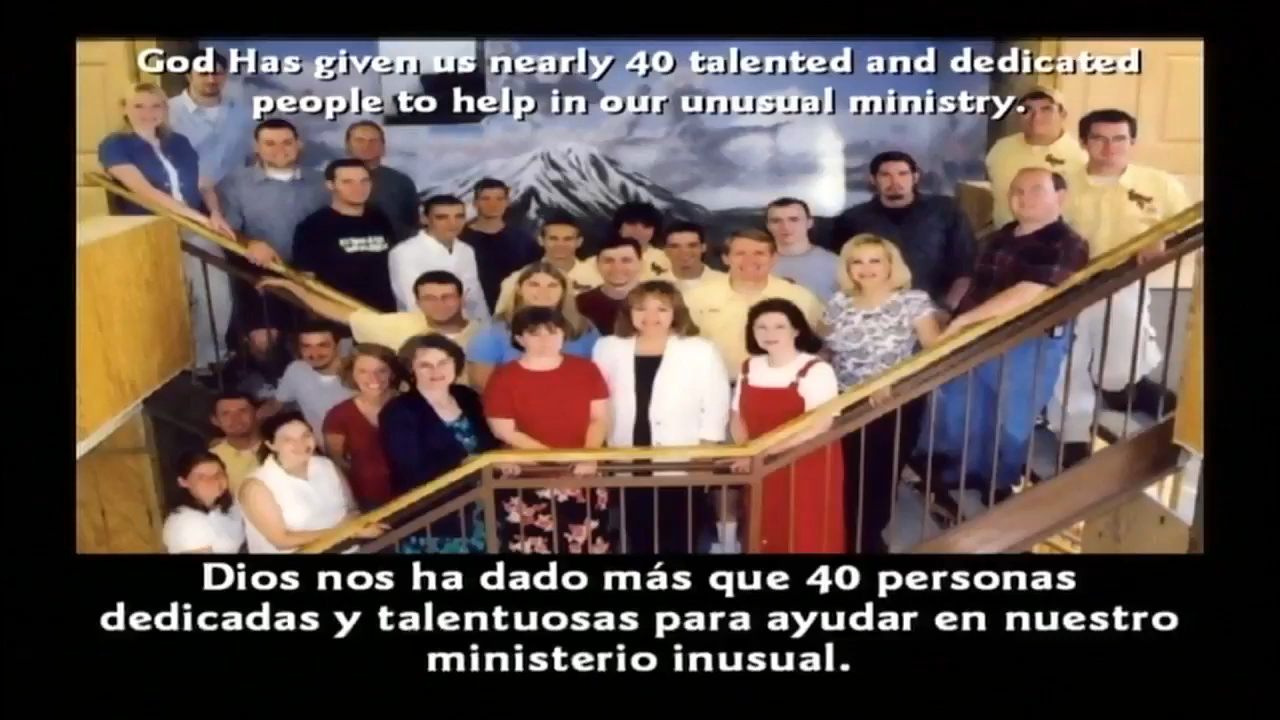 God Has given us nearly 40 talented and dedicated
people to help in our unusual ministry.
Dios nos ha dado más que 40 personas
dedicadas y talentuosas para ayudar en nuestro
ministerio inusual.